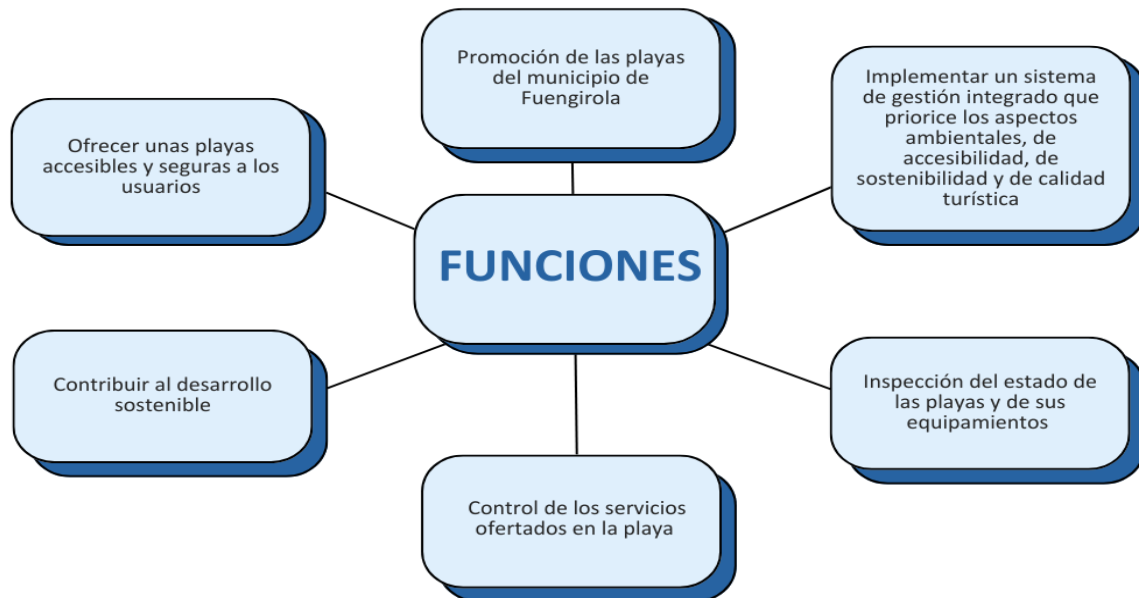 Promoción de las playas
del municipio de
Fuengirola
Implementar un sistema
de gestión integrado que
priorice los aspectos
ambientales, de
accesibilidad, de
sostenibilidad y de calidad
turística
Ofrecer unas playas
accesibles y seguras a los
usuarios
FUNCIONES
Contribuir al desarrollo
sostenible
Inspección del estado de
las playas y de sus
equipamientos
Control de los servicios
ofertados en la playa